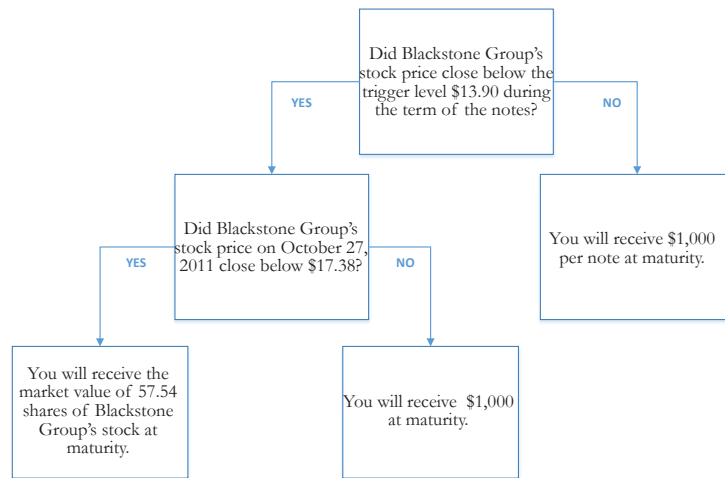 Did Blackstone Group's
stock price close below the
trigger level $13.90 during
the term of the notes?
YES
NO
Did Blackstone Group's
stock price on October 27,
2011 close below $17.38?
You will receive $1,000
per note at maturity.
YES
NO
You will receive the
market value of 57.54
shares of Blackstone
Group's stock at
maturity.
You will receive $1,000
at maturity.